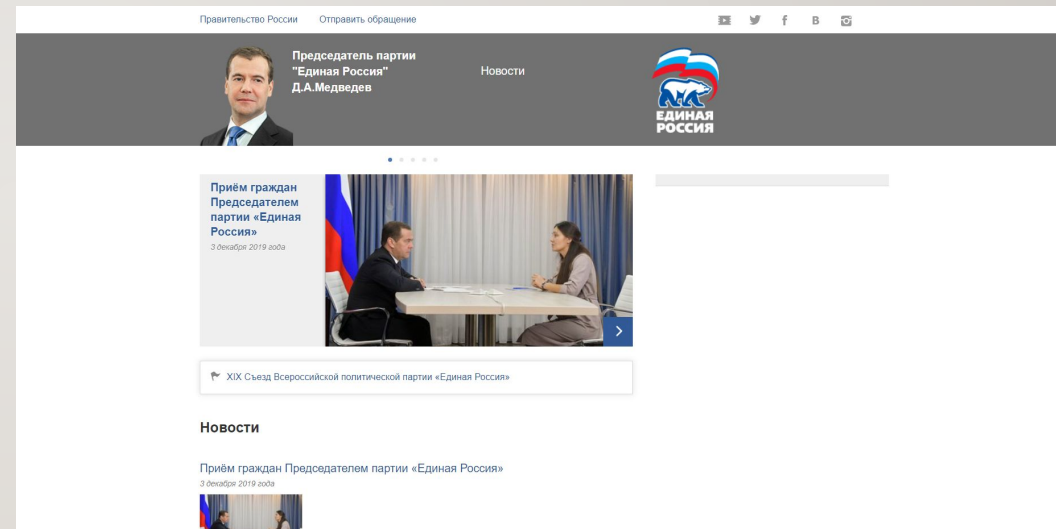 Правительство России Отправить обращение
Председатель партии
"Единая Россия"
Д.А.Медведев
Новости
ЕДИНАЯ
РОССИЯ
Приём граждан
Председателем
партии «Единая
Россия»
3 декабря 2019 года
XIX Съезд Всероссийской политической партии «Единая Россия»
Новости
Приём граждан Председателем партии «Единая Россия»
3 декабря 2019 года